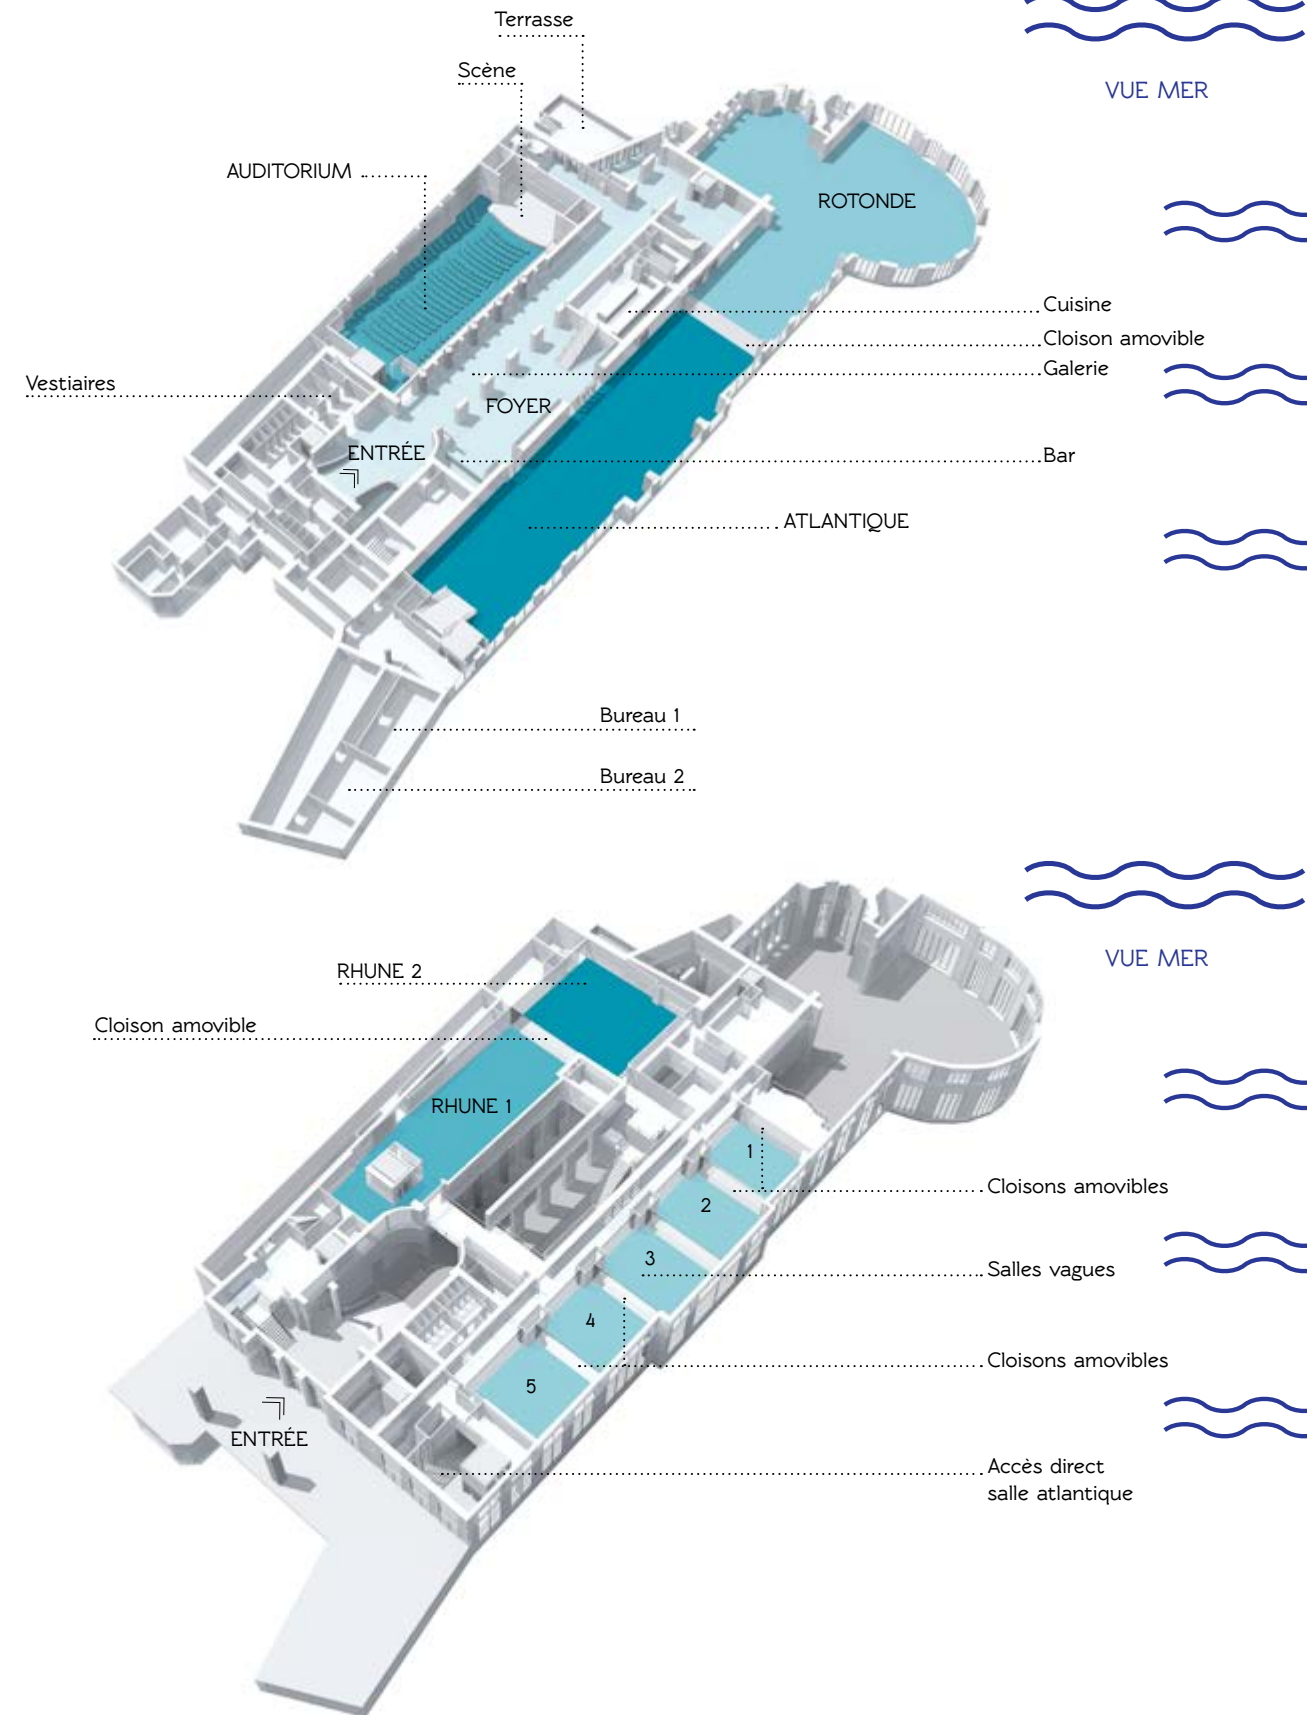 Terrasse
Scène
VUE MER
AUDITORIUM
ROTONDE
Cuisine
Cloison amovible
Galerie
Vestiaires
FOYER
ENTRÉE
Bar
ATLANTIQUE
Bureau 1
Bureau 2
VUE MER
RHUNE 2
Cloison amovible
RHUNE 1
1
Cloisons amovibles
2
3
Salles vagues
4
Cloisons amovibles
5
ENTRÉE
Accès direct
salle atlantique